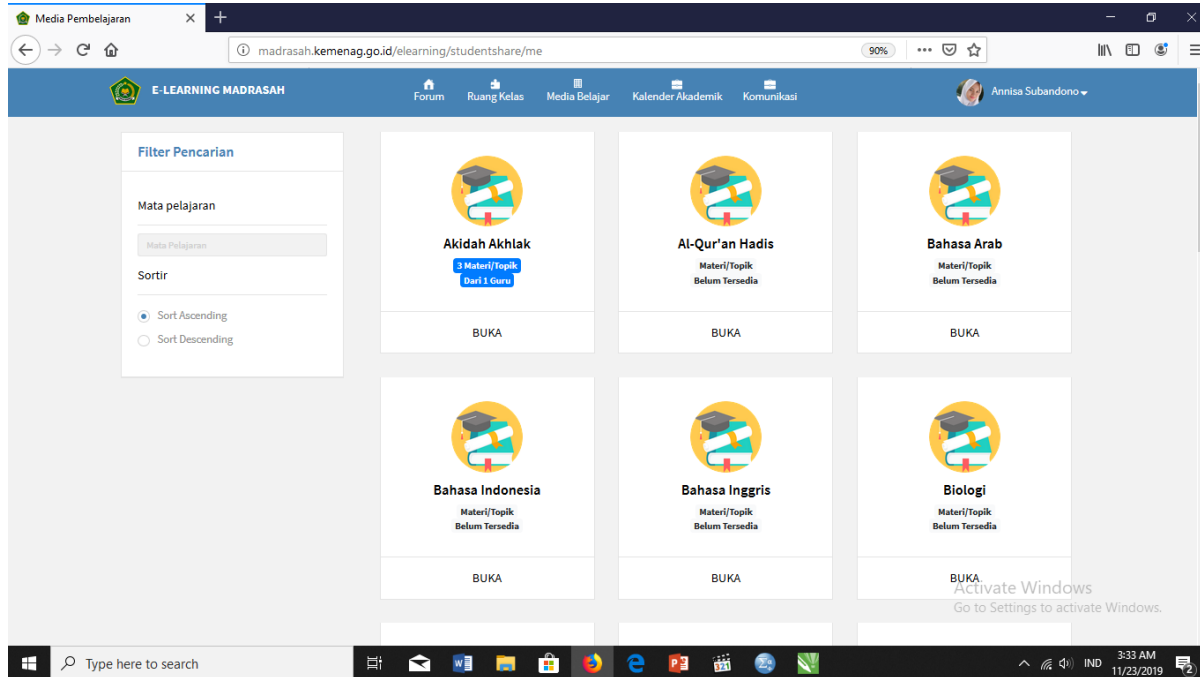 Media Pembelajaran
madrasah.kemenag.go.id/elearning/studentshare/me
90%
E-LEARNING MADRASAH
Forum
Ruang Kelas
Media Belajar
Kalender Akademik
Komunikasi
Annisa Subandono
Filter Pencarian
Mata pelajaran
Mata Pelajaran
Sortir
Sort Ascending
Sort Descending
Akidah Akhlak
3 Materi/Topik
Dari 1 Guru
BUKA
Al-Qur'an Hadis
Materi/Topik
Belum Tersedia
BUKA
Bahasa Arab
Materi/Topik
Belum Tersedia
BUKA
Bahasa Indonesia
Materi/Topik
Belum Tersedia
BUKA
Bahasa Inggris
Materi/Topik
Belum Tersedia
BUKA
Biologi
Materi/Topik
Belum Tersedia
BUKA
Activate Windows
Go to Settings to activate Windows.
Type here to search
321
IND
3:33 AM
11/23/2019
2